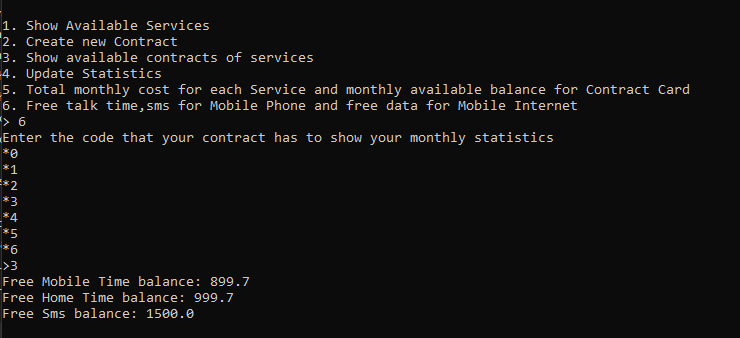 1. Show Available Services
2. Create new Contract
3. Show available contracts of services
4. Update Statistics
5. Total monthly cost for each Service and monthly available balance for Contract Card
6. Free talk time,sms for Mobile Phone and free data for Mobile Internet
> 6
Enter the code that your contract has to show your monthly statistics
*0
*1
*2
*3
*4
*5
*6
>3
Free Mobile Time balance: 899.7
Free Home Time balance: 999.7
Free Sms balance: 1500.0